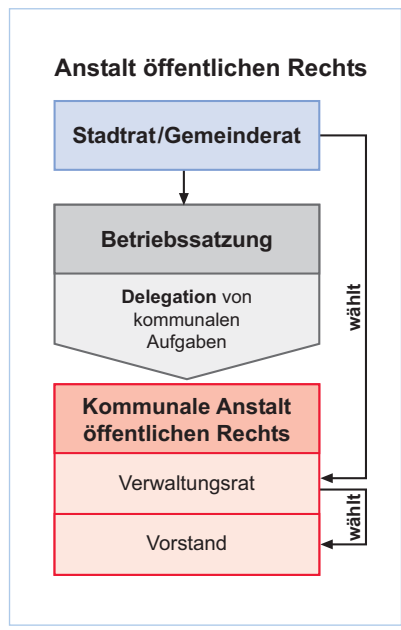 Anstalt öffentlichen Rechts
Stadtrat/Gemeinderat
Betriebssatzung
Delegation von
kommunalen
Aufgaben
wählt
Kommunale Anstalt
öffentlichen Rechts
Verwaltungsrat
wählt
Vorstand